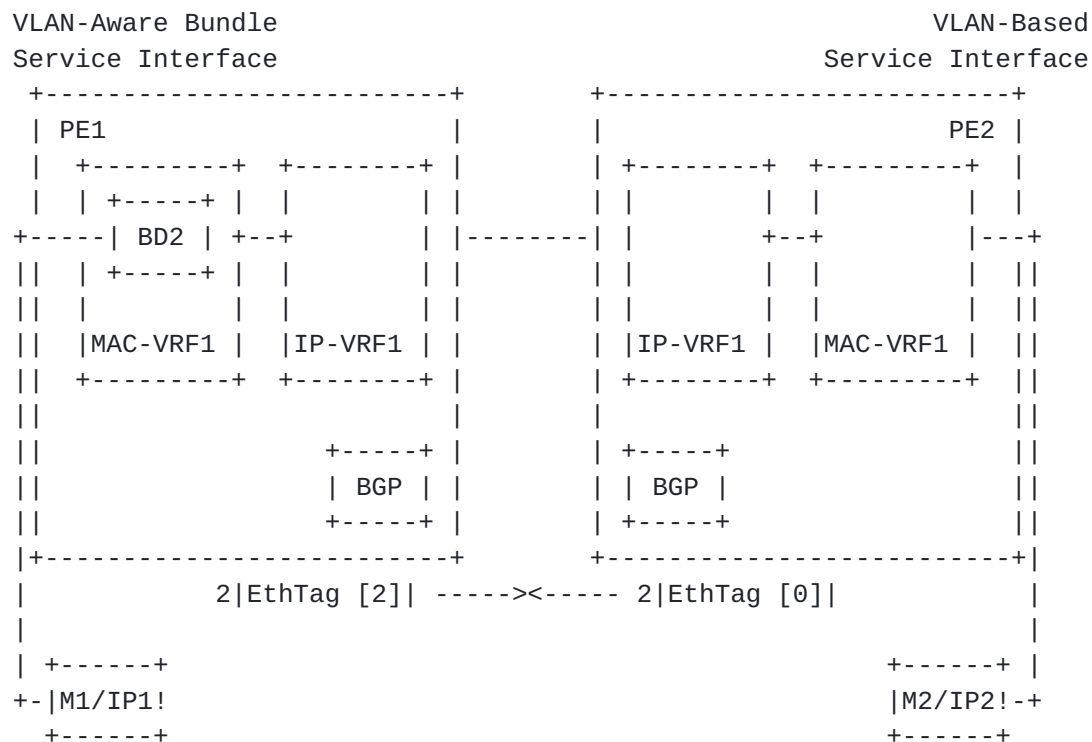 VLAN-Aware Bundle VLAN-Based
Service Interface Service Interface
PE1 PE2
BD2
MAC-VRF1 IP-VRF1 IP-VRF1 MAC-VRF1
BGP BGP
2|EthTag [2]| -----><----- 2|EthTag [0]|
M1/IP1! M2/IP2!